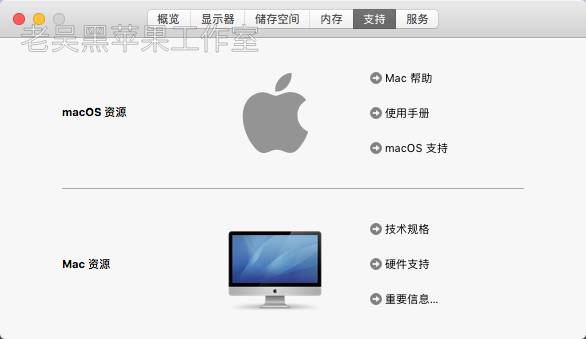 概览 显示器 储存空间 内存 支持 服务
老吴黑苹果工作室
macOS 资源
Mac 帮助
使用手册
macOS 支持
Mac 资源
技术规格
硬件支持
重要信息...